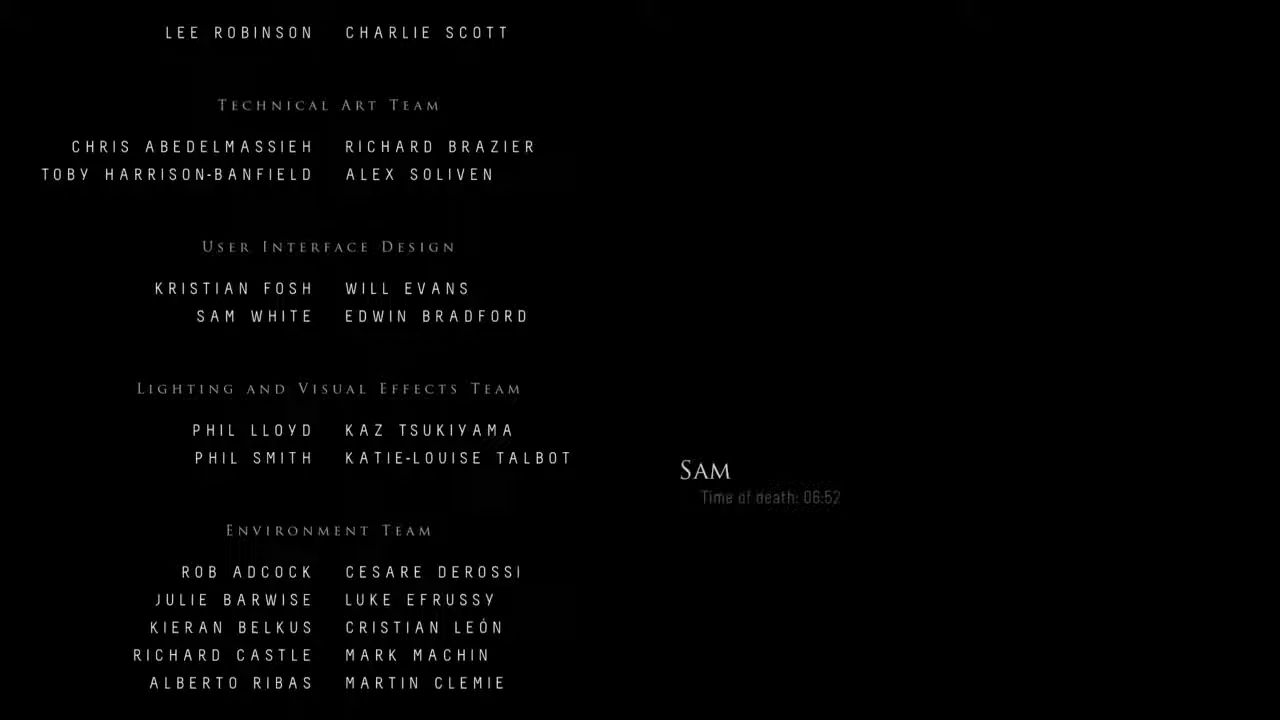 LEE ROBINSON CHARLIE SCOTT
TECHNICAL ART TEAM
CHRIS ABEDELMASSIEH RICHARD BRAZIER
TOBY HARRISON-BANFIELD ALEX SOLIVEN
USER INTERFACE DESIGN
KRISTIAN FOSH WILL EVANS
SAM WHITE EDWIN BRADFORD
LIGHTING AND VISUAL EFFECTS TEAM
PHIL LLOYD KAZ TSUKIYAMA
PHIL SMITH KATIE-LOUISE TALBOT
ENVIRONMENT TEAM
ROB ADCOCK CESARE DEROSSI
JULIE BARWISE LUKE EFRUSSY
KIERAN BELKUS CRISTIAN LEÓN
RICHARD CASTLE MARK MACHIN
ALBERTO RIBAS MARTIN CLEMIE
SAM
Time of death: 06:52